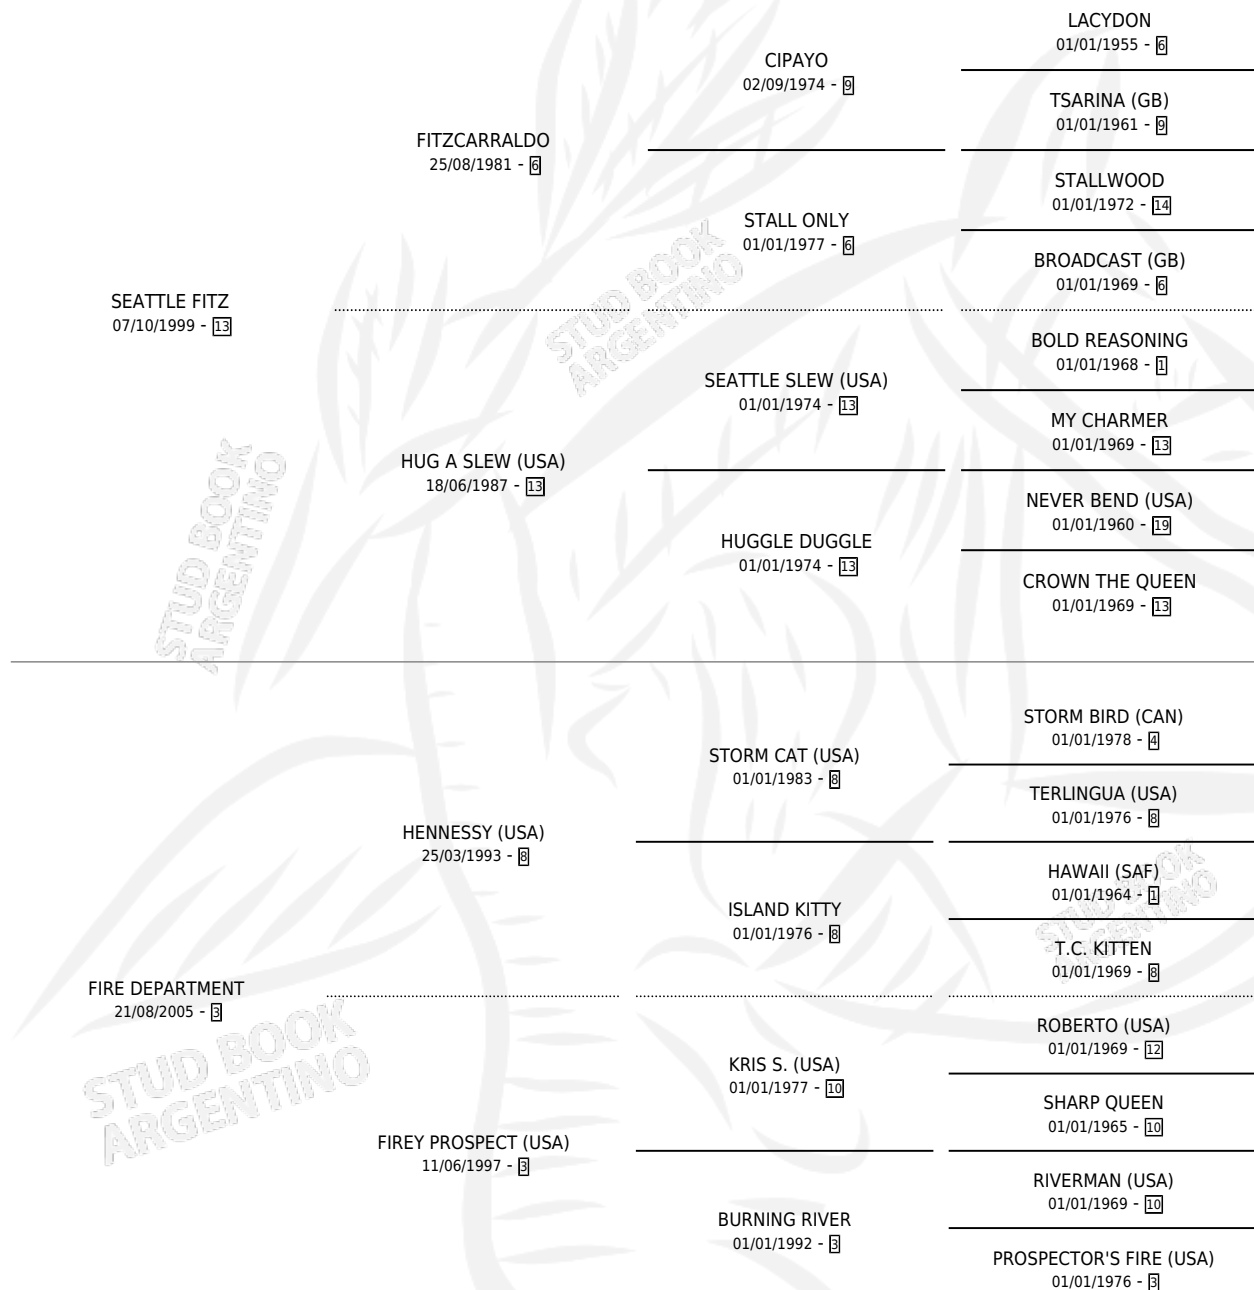 LACYDON
01/01/1955 - 6
CIPAYO
02/09/1974 - 9
TSARINA (GB)
01/01/1961 - 9
FITZCARRALDO
25/08/1981 - 6
STALLWOOD
01/01/1972 - 14
STALL ONLY
01/01/1977 - 6
BROADCAST (GB)
01/01/1969 - 6
SEATTLE FITZ
07/10/1999 - 13
BOLD REASONING
01/01/1968 - 1
SEATTLE SLEW (USA)
01/01/1974 - 13
MY CHARMER
01/01/1969 - 13
HUG A SLEW (USA)
18/06/1987 - 13
NEVER BEND (USA)
01/01/1960 - 19
HUGGLE DUGGLE
01/01/1974 - 13
CROWN THE QUEEN
01/01/1969 - 13
STORM BIRD (CAN)
01/01/1978 - 4
STORM CAT (USA)
01/01/1983 - 8
TERLINGUA (USA)
01/01/1976 - 8
HENNESSY (USA)
25/03/1993 - 8
HAWAII (SAF)
01/01/1964 - 1
ISLAND KITTY
01/01/1976 - 8
T.C. KITTEN
01/01/1969 - 8
FIRE DEPARTMENT
21/08/2005 - 3
ROBERTO (USA)
01/01/1969 - 12
KRIS S. (USA)
01/01/1977 - 10
SHARP QUEEN
01/01/1965 - 10
FIREY PROSPECT (USA)
11/06/1997 - 3
RIVERMAN (USA)
01/01/1969 - 10
BURNING RIVER
01/01/1992 - 3
PROSPECTOR'S FIRE (USA)
01/01/1976 - 3
STUD BOOK
ARGENTINO
STUD BOOK
ARGENTINO
STUD BOOK
ARGENTINO
STUD BOOK
ARGENTINO